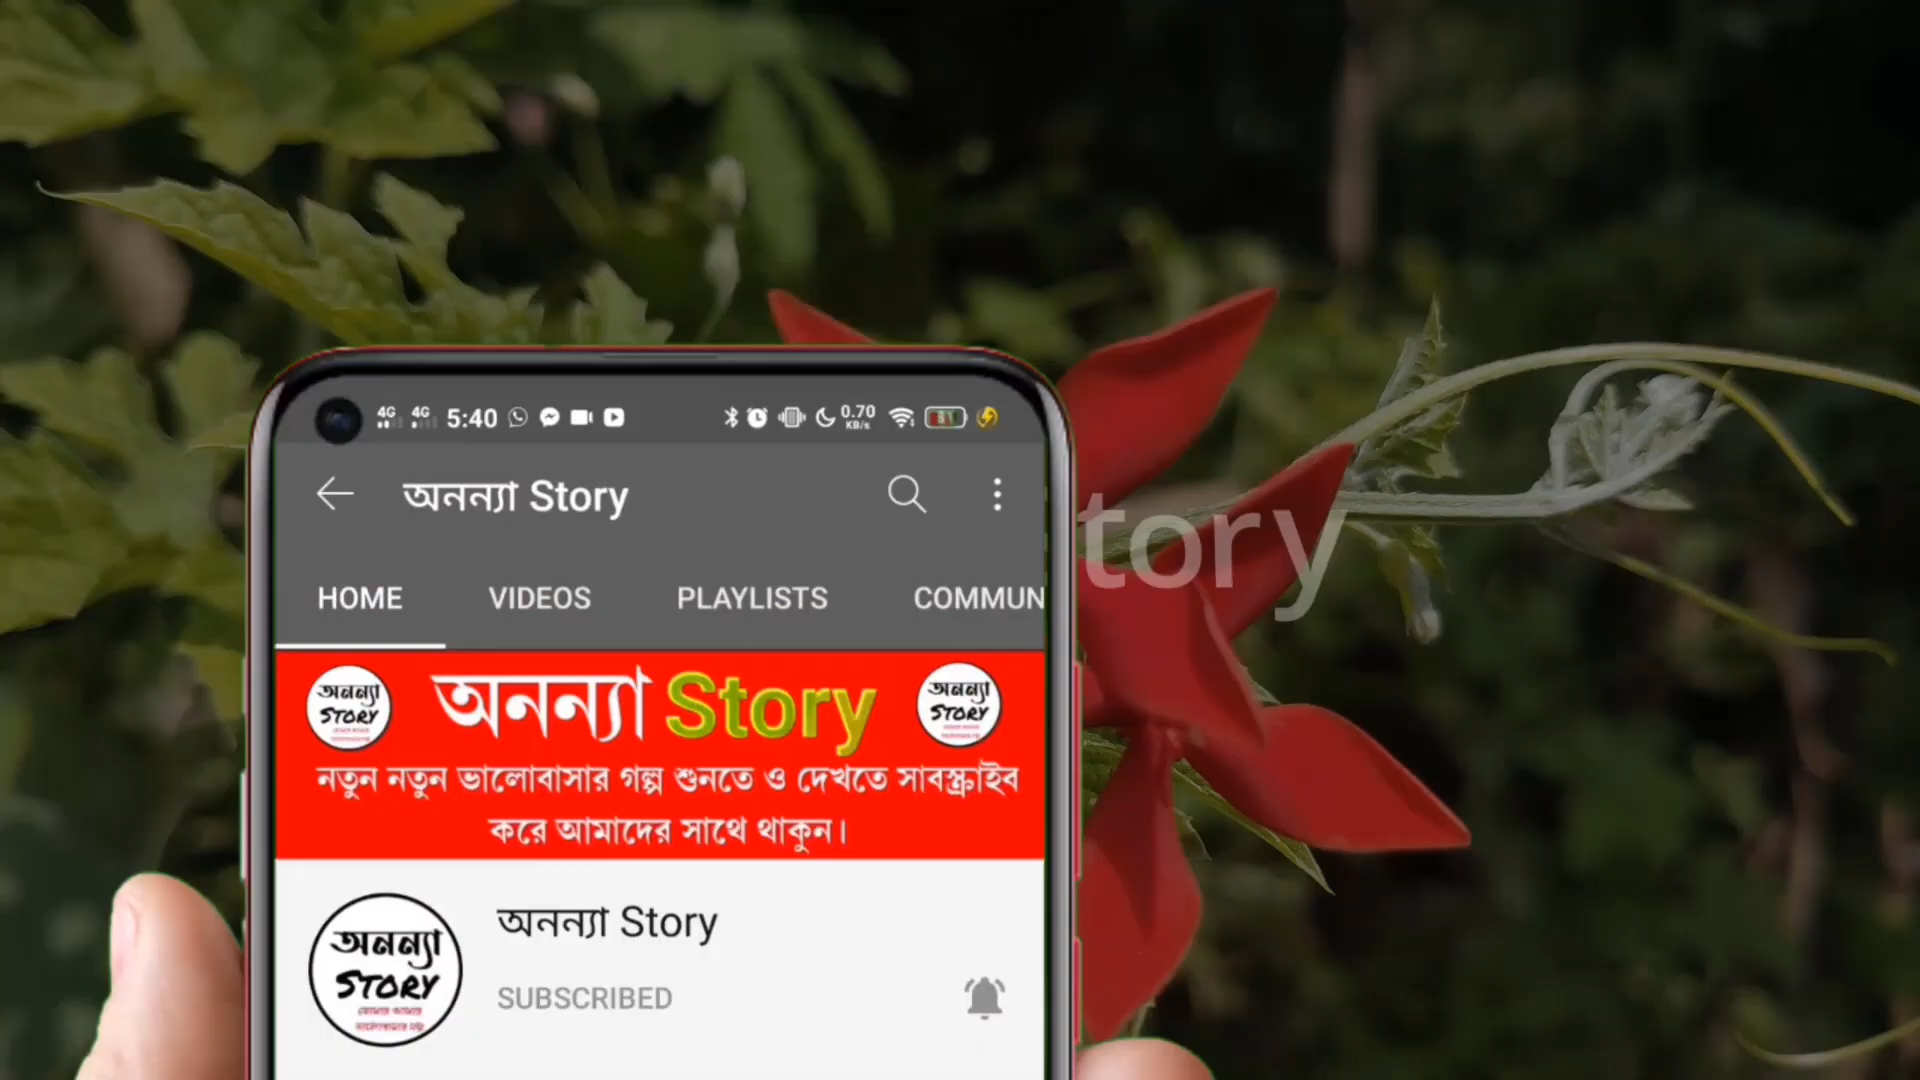 4G 4G 5:40 0.70 KB/s
অনন্যা Story
HOME VIDEOS PLAYLISTS COMMUN
tory
অনন্যা STORY
অনন্যা Story
অনন্যা STORY
নতুন নতুন ভালোবাসার গল্প শুনতে ও দেখতে সাবস্ক্রাইব
করে আমাদের সাথে থাকুন।
অনন্যা
STORY
অনন্যা Story
SUBSCRIBED